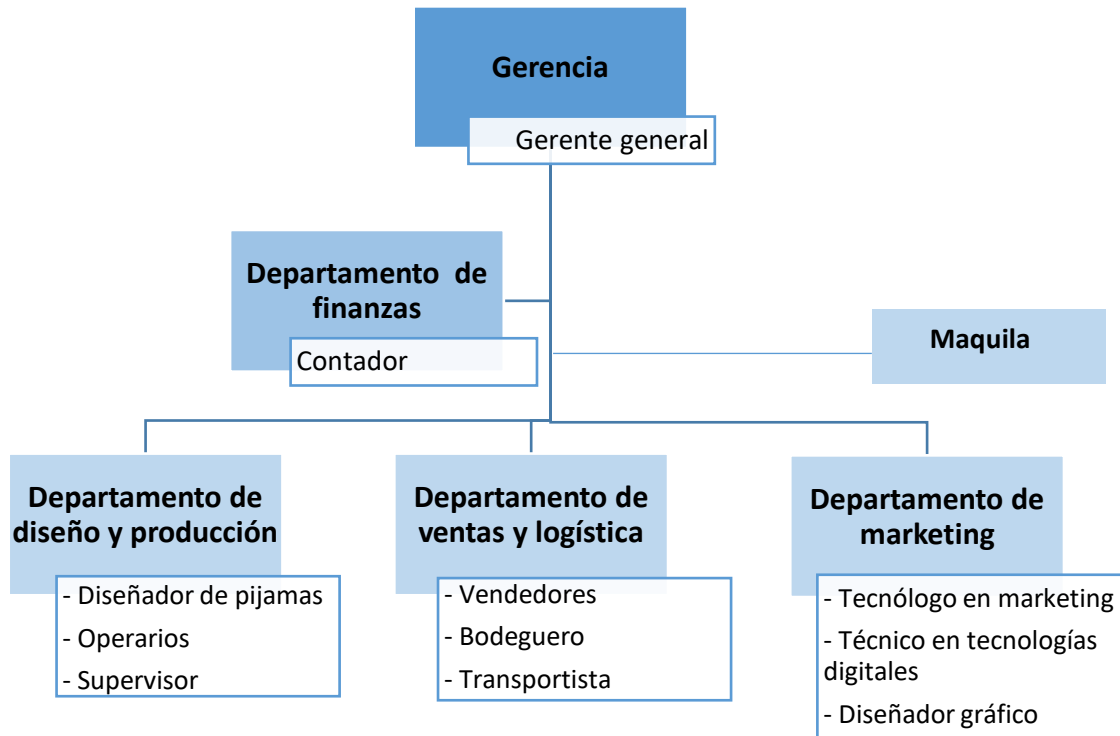 Gerencia
Gerente general
Departamento de
finanzas
Contador
Maquila
Departamento de
diseño y producción
- Diseñador de pijamas
- Operarios
- Supervisor
Departamento de
ventas y logística
- Vendedores
- Bodeguero
- Transportista
Departamento de
marketing
- Tecnólogo en marketing
- Técnico en tecnologías
digitales
- Diseñador gráfico